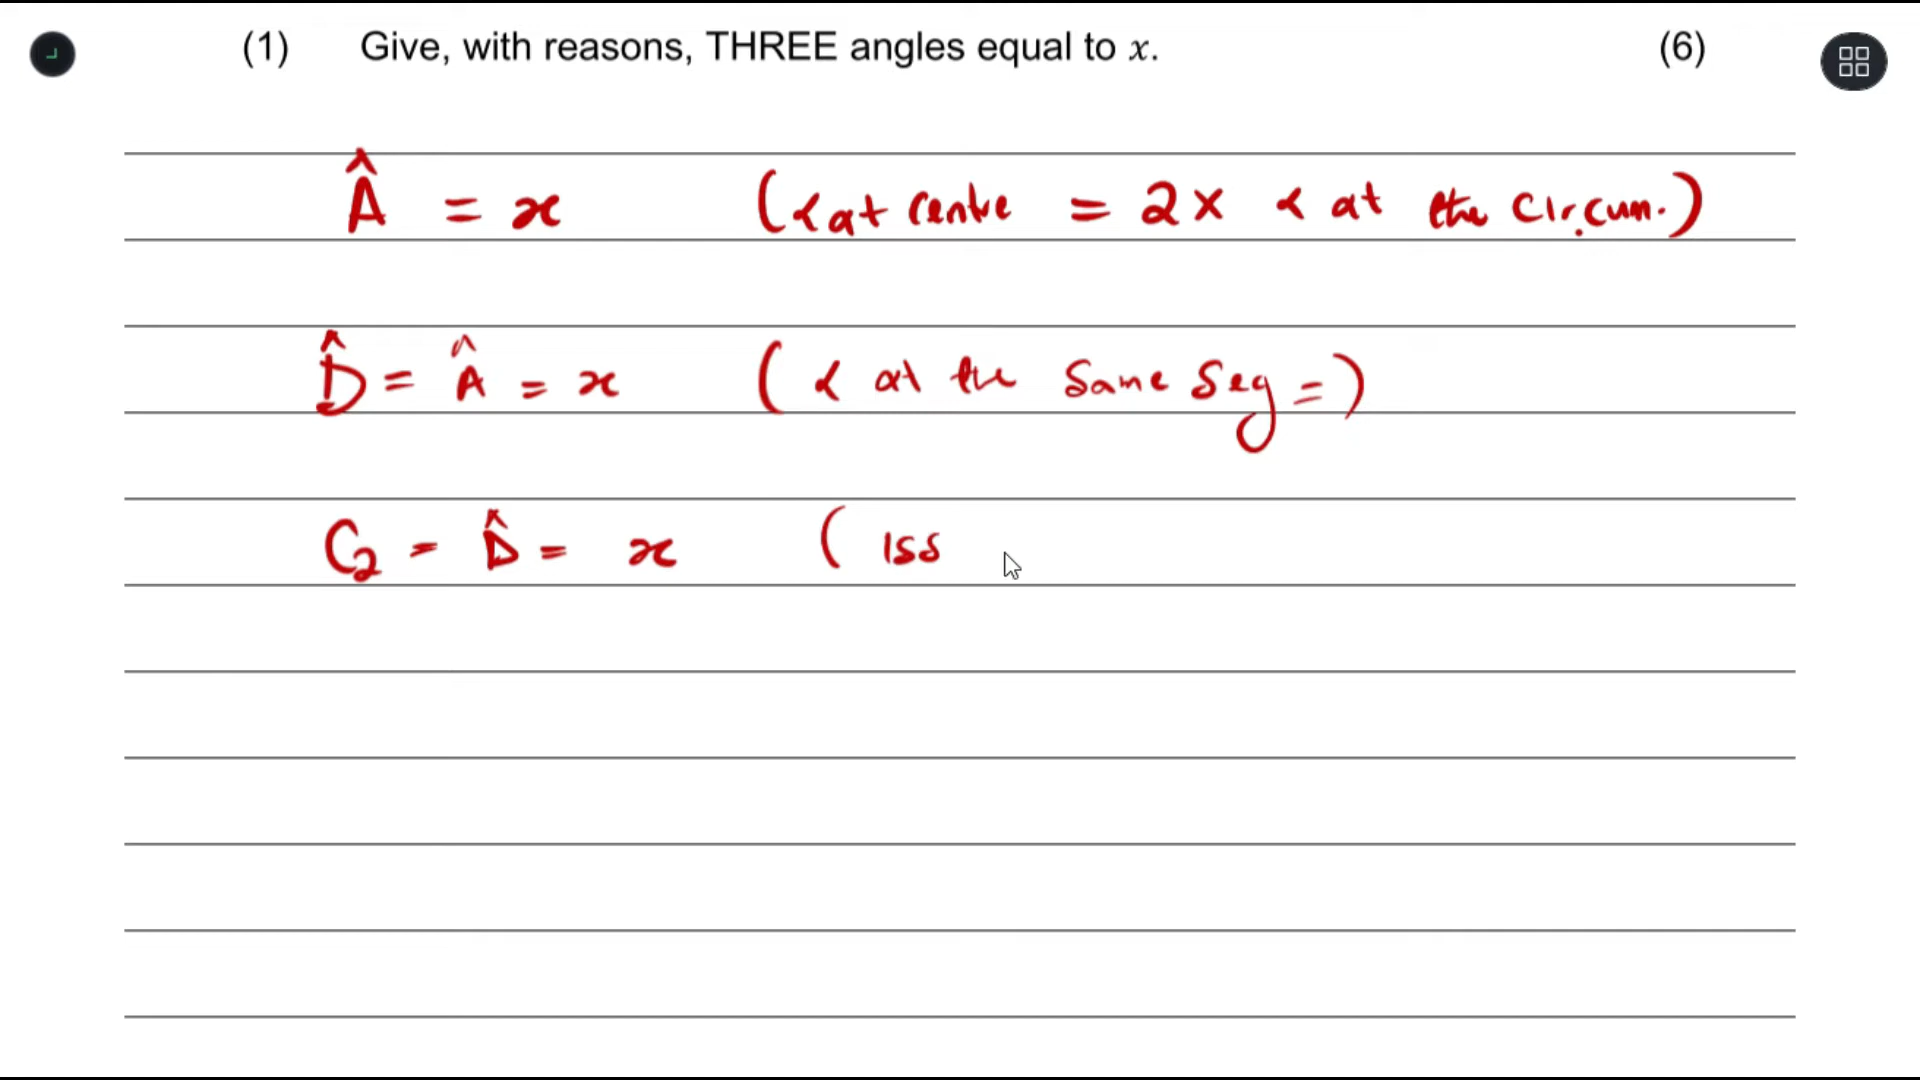 (1) Give, with reasons, THREE angles equal to x. (6)
Â = x (∠ at centre = 2 x ∠ at the circum.)
D̂ = Â = x (∠ at the same seg =)
C₂ = D̂ = x ( iss